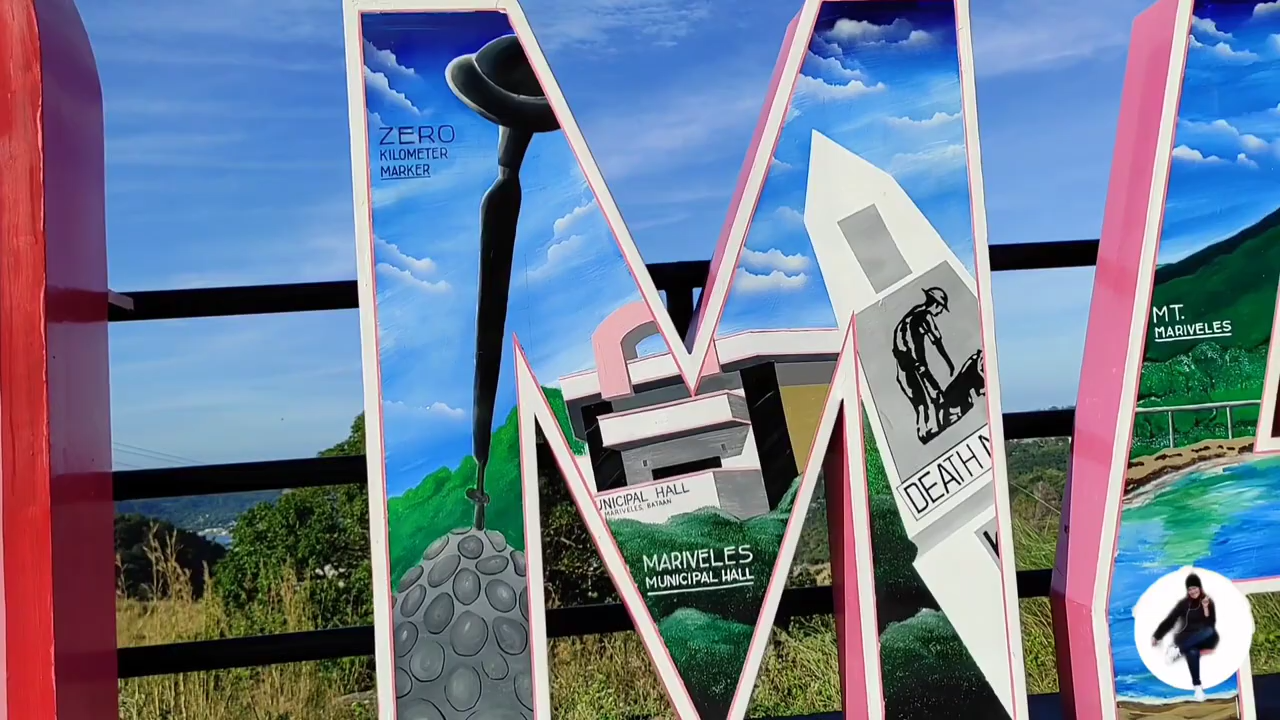 ZERO
KILOMETER
MARKER
UNICIPAL HALL
MARIVELES, BATAAN
MARIVELES
MUNICIPAL HALL
DEATH M
K
MT.
MARIVELES